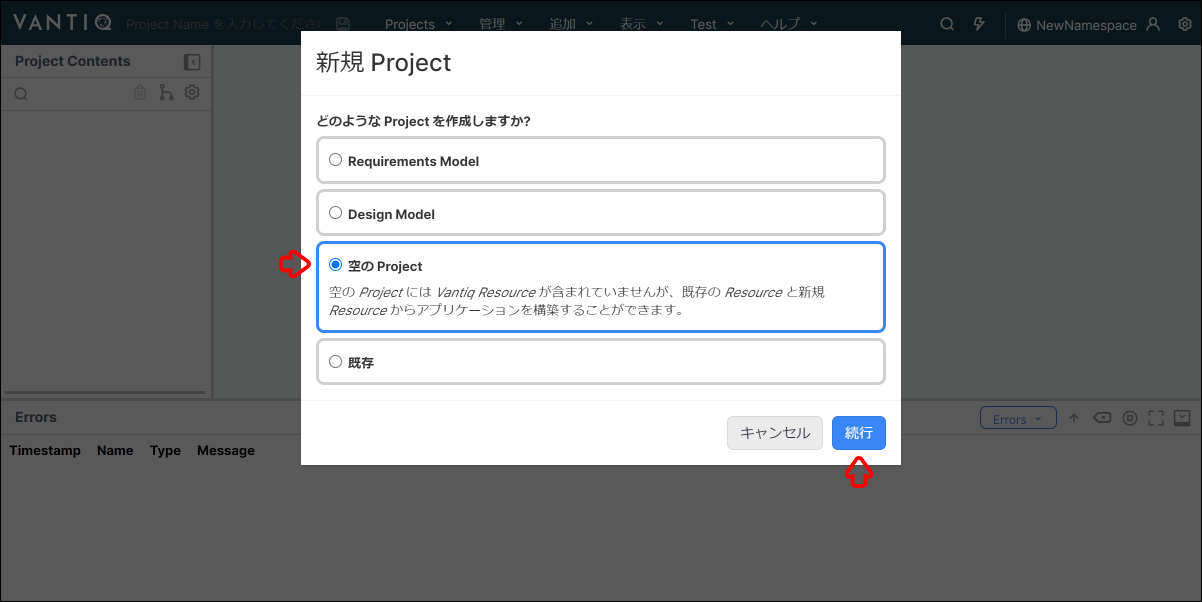 VANTIQ Project Name を入力してください Projects 管理 追加 表示 Test ヘルプ NewNamespace
Project Contents
新規 Project
どのような Project を作成しますか?
Requirements Model
Design Model
空の Project
空の Project には Vantiq Resource が含まれていませんが、既存の Resource と新規
Resource からアプリケーションを構築することができます。
既存
キャンセル 続行
Errors Errors
Timestamp Name Type Message